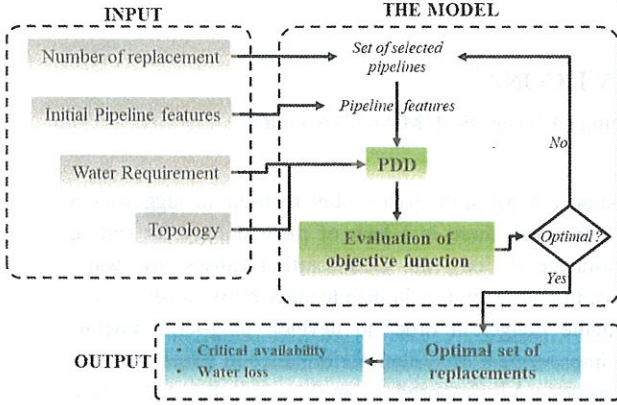 INPUT
THE MODEL
Number of replacement
Set of selected
pipelines
Initial Pipeline features
Pipeline features
No
Water Requirement
PDD
Topology
Evaluation of
objective function
Optimal?
Yes
OUTPUT
• Critical availability
• Water loss
Optimal set of
replacements